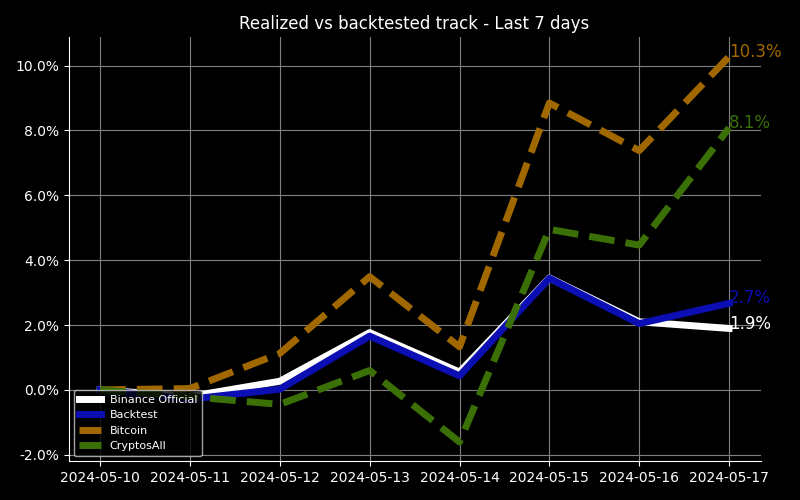 Realized vs backtested track - Last 7 days
10.0%
8.0%
6.0%
4.0%
2.0%
0.0%
-2.0%
10.3%
8.1%
2.7%
1.9%
Binance Official
Backtest
Bitcoin
CryptosAll
2024-05-10 2024-05-11 2024-05-12 2024-05-13 2024-05-14 2024-05-15 2024-05-16 2024-05-17